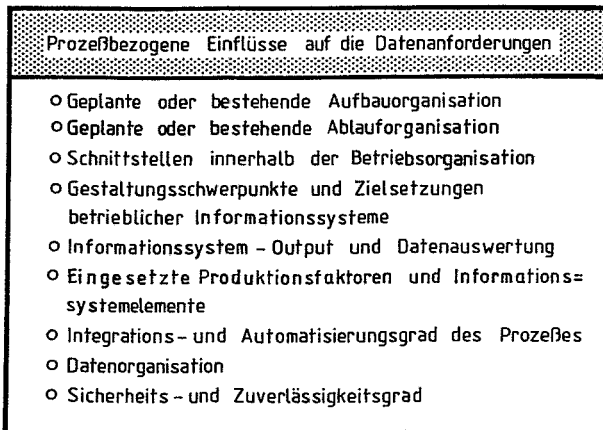 Prozeßbezogene Einflüsse auf die Datenanforderungen
o Geplante oder bestehende Aufbauorganisation
o Geplante oder bestehende Ablauforganisation
o Schnittstellen innerhalb der Betriebsorganisation
o Gestaltungsschwerpunkte und Zielsetzungen
betrieblicher Informationssysteme
o Informationssystem - Output und Datenauswertung
o Eingesetzte Produktionsfaktoren und Informations=
systemelemente
o Integrations- und Automatisierungsgrad des Prozeßes
o Datenorganisation
o Sicherheits- und Zuverlässigkeitsgrad